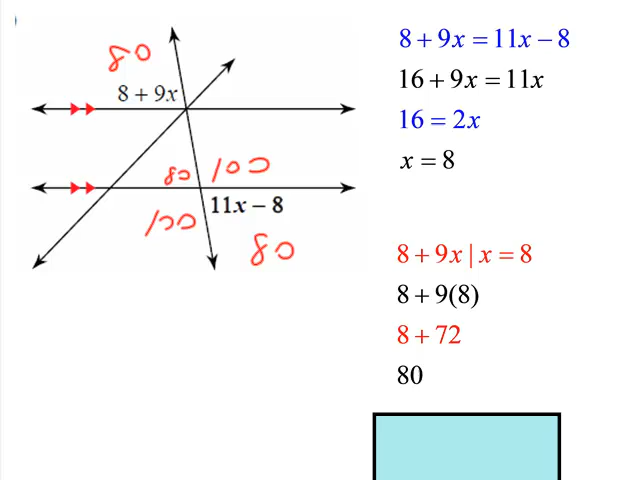 80
8 + 9x
80 100
11x – 8
100
80
8 + 9x = 11x – 8
16 + 9x = 11x
16 = 2x
x = 8
8 + 9x | x = 8
8 + 9(8)
8 + 72
80